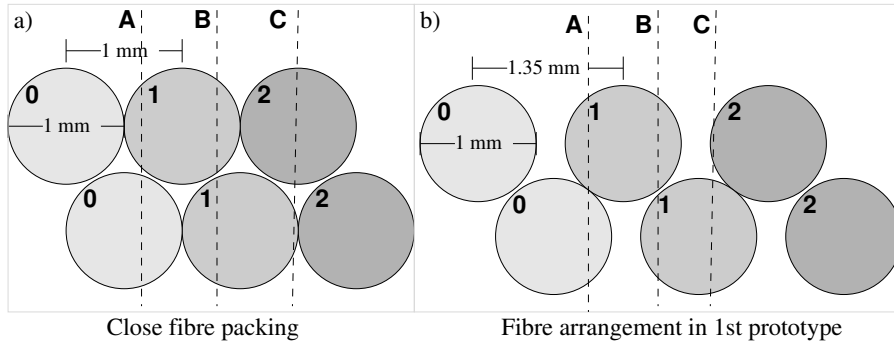 a) A B C
1 mm
0 1 2
1 mm
0 1 2
Close fibre packing
b) A B C
1.35 mm
0 1 2
1 mm
0 1 2
Fibre arrangement in 1st prototype